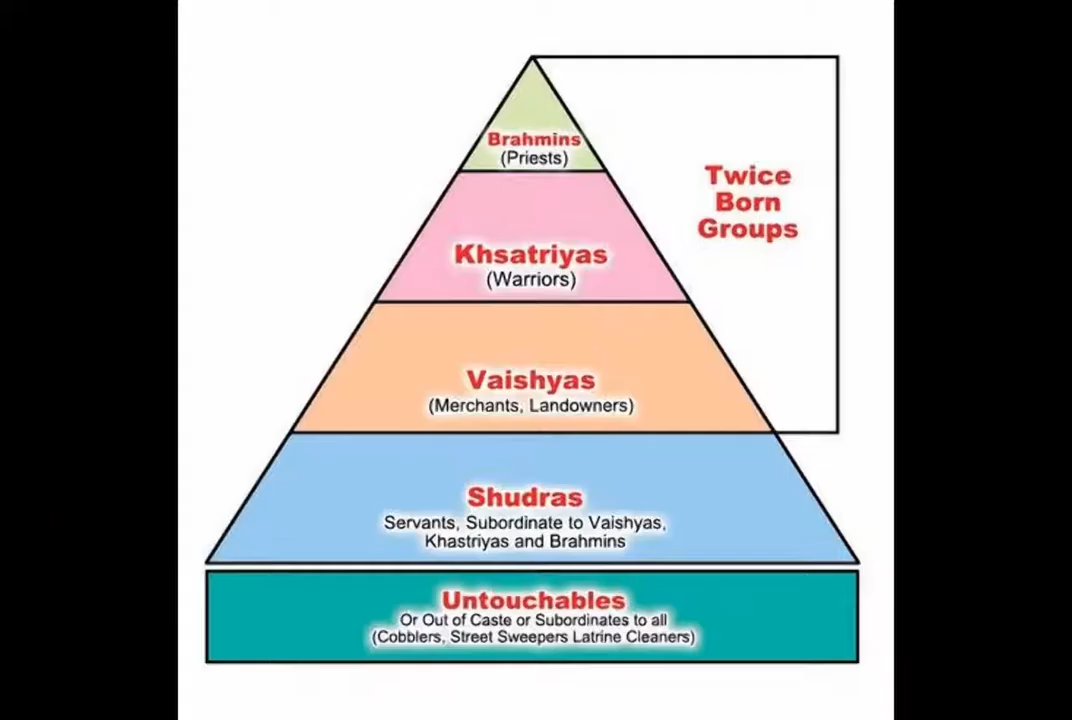 Brahmins
(Priests)
Twice
Born
Groups
Khsatriyas
(Warriors)
Vaishyas
(Merchants, Landowners)
Shudras
Servants, Subordinate to Vaishyas,
Khastriyas and Brahmins
Untouchables
Or Out of Caste or Subordinates to all
(Cobblers, Street Sweepers Latrine Cleaners)